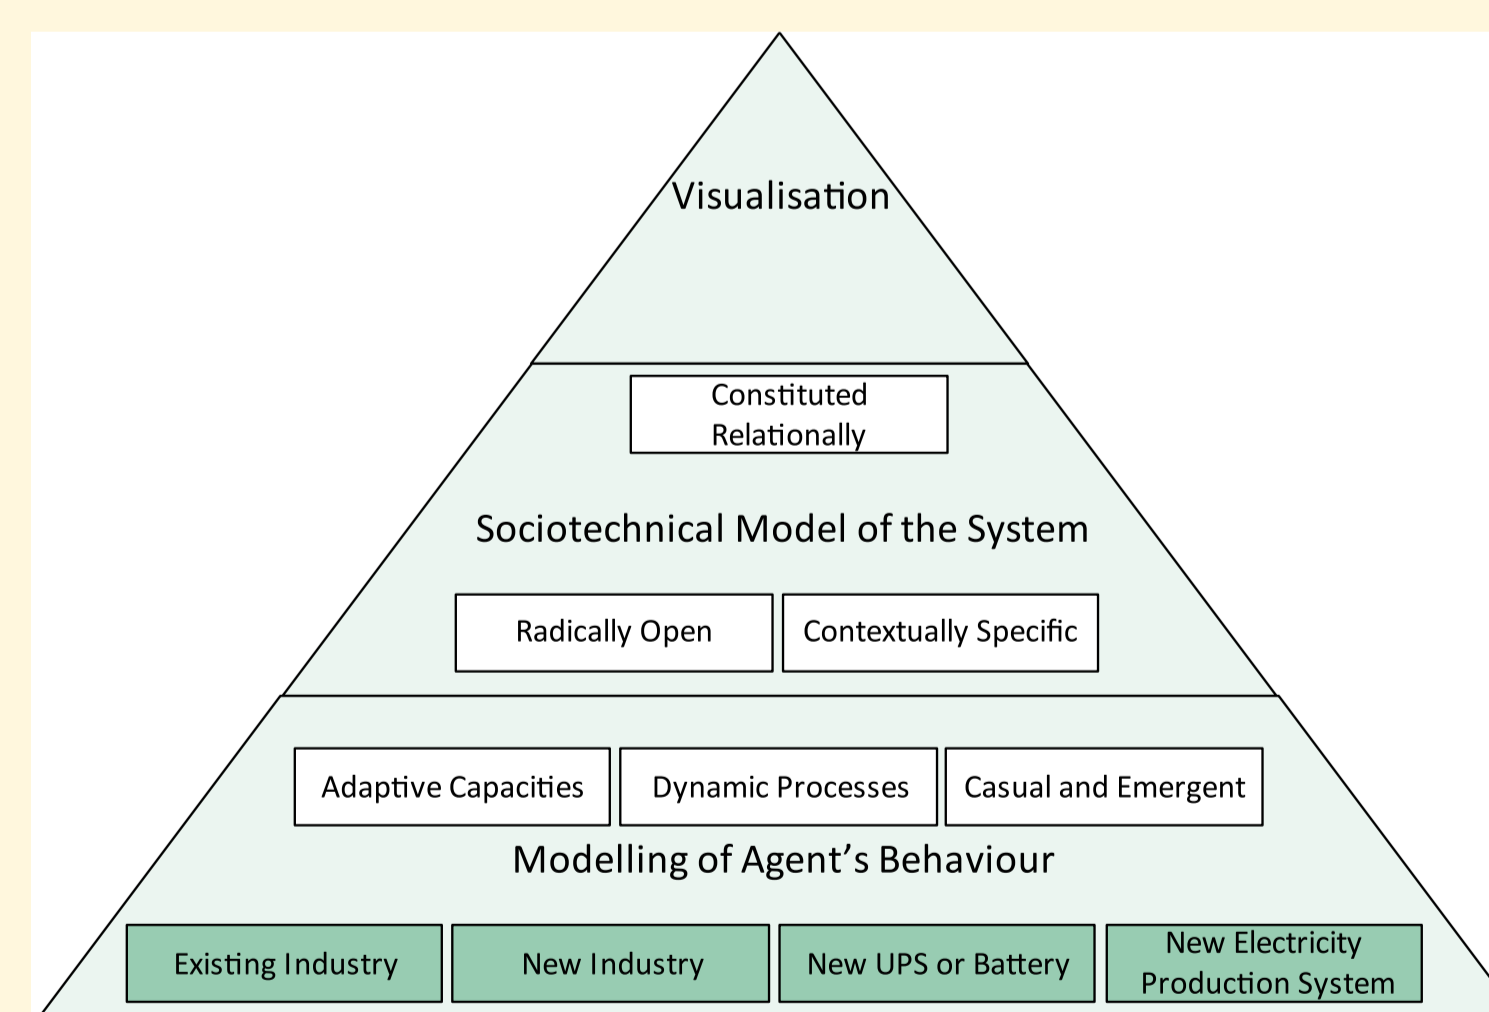 Visualisation
Constituted
Relationally
Sociotechnical Model of the System
Radically Open
Contextually Specific
Adaptive Capacities
Dynamic Processes
Casual and Emergent
Modelling of Agent’s Behaviour
Existing Industry
New Industry
New UPS or Battery
New Electricity
Production System